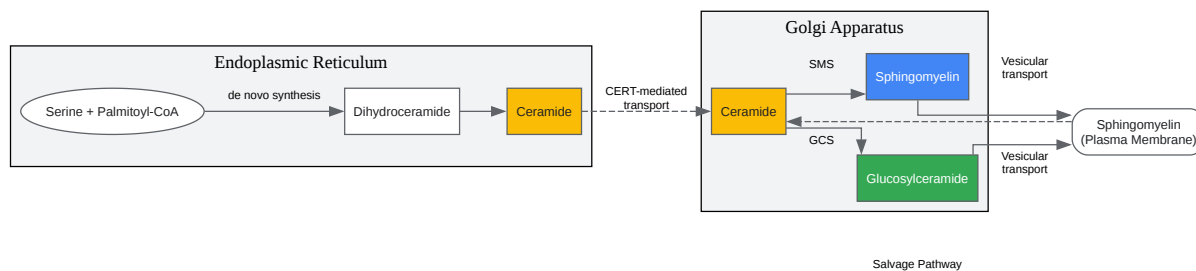 Endoplasmic Reticulum
Serine + Palmitoyl-CoA
de novo synthesis
Dihydroceramide
Ceramide
CERT-mediated
transport
Golgi Apparatus
Ceramide
SMS
Sphingomyelin
GCS
Glucosylceramide
Vesicular
transport
Vesicular
transport
Sphingomyelin
(Plasma Membrane)
Salvage Pathway